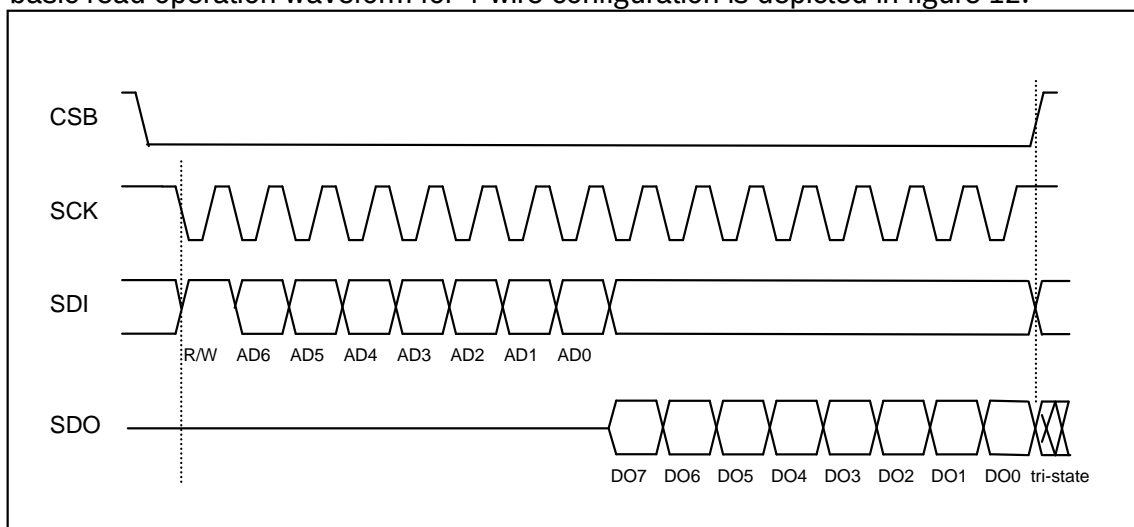 basic read operation waveform for 4-wire configuration is depicted in figure 12:
CSB
SCK
SDI
R/W AD6 AD5 AD4 AD3 AD2 AD1 AD0
SDO
DO7 DO6 DO5 DO4 DO3 DO2 DO1 DO0 tri-state